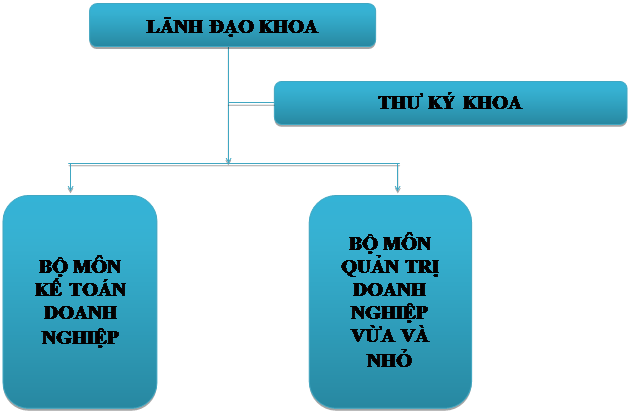 LÃNH ĐẠO KHOA
THƯ KÝ KHOA
BỘ MÔN
KẾ TOÁN
DOANH
NGHIỆP
BỘ MÔN
QUẢN TRỊ
DOANH
NGHIỆP
VỪA VÀ
NHỎ